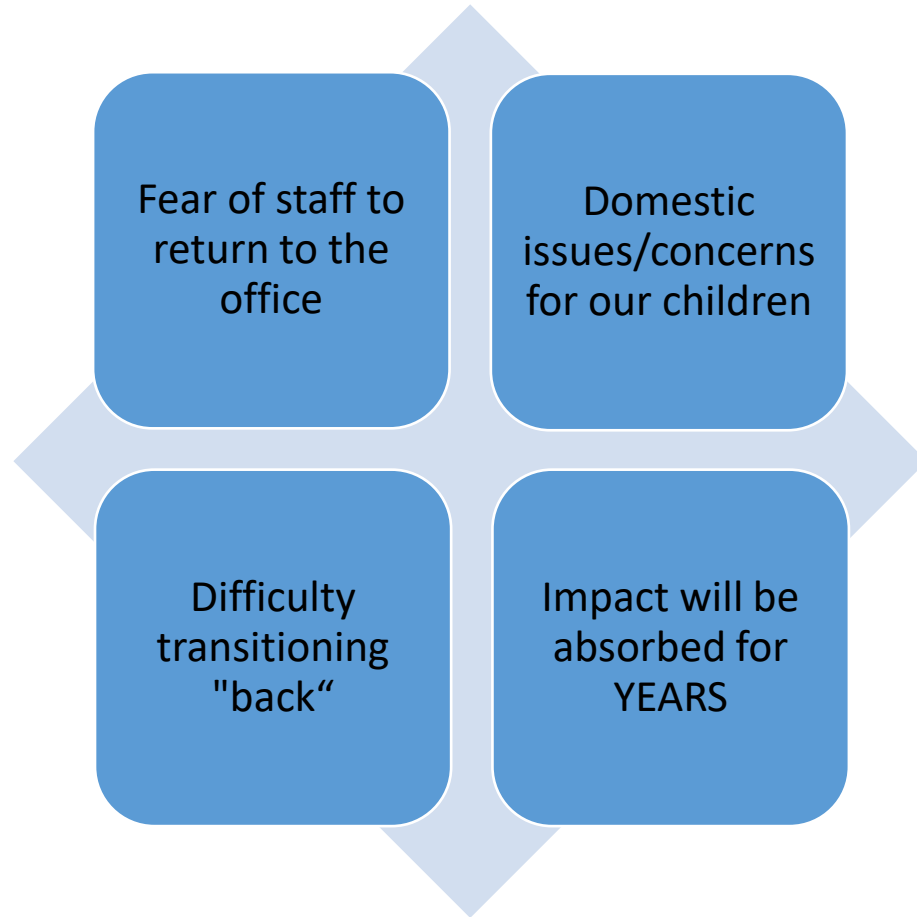 Fear of staff to
return to the
office
Domestic
issues/concerns
for our children
Difficulty
transitioning
"back“
Impact will be
absorbed for
YEARS